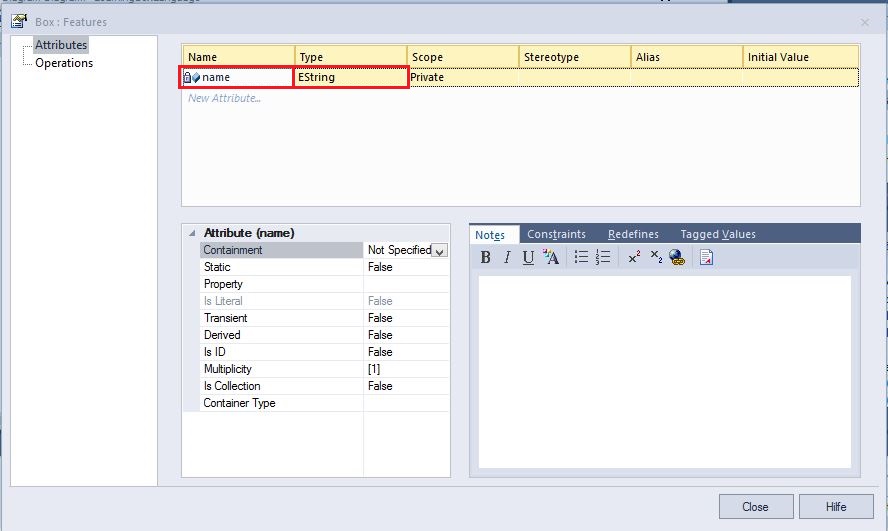 Box : Features
Attributes
Operations
Name Type Scope Stereotype Alias Initial Value
name EString Private
New Attribute...
Attribute (name)
Containment Not Specified
Static False
Property
Is Literal False
Transient False
Derived False
Is ID False
Multiplicity [1]
Is Collection False
Container Type
Notes Constraints Redefines Tagged Values
B I U A x² x₂
Close Hilfe